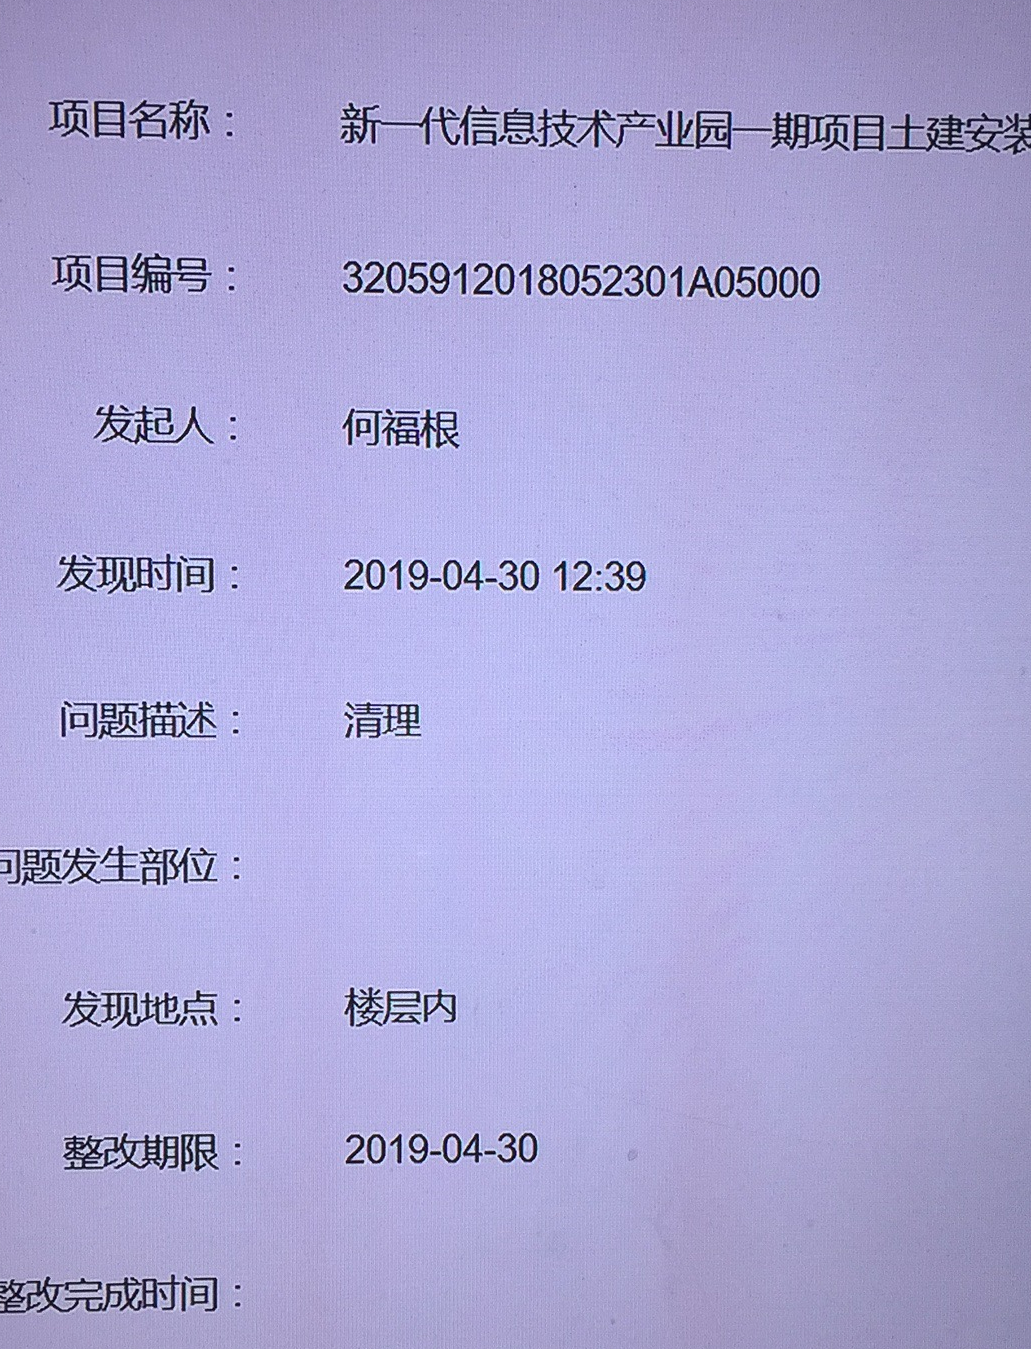 项目名称： 新一代信息技术产业园一期项目土建安装
项目编号： 3205912018052301A05000
发起人： 何福根
发现时间： 2019-04-30 12:39
问题描述： 清理
问题发生部位：
发现地点： 楼层内
整改期限： 2019-04-30
整改完成时间：